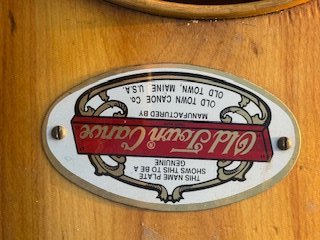 THIS NAME PLATE
SHOWS THIS TO BE A
GENUINE
Old Town Canoe®
MANUFACTURED BY
OLD TOWN CANOE Co.
OLD TOWN, MAINE U.S.A.